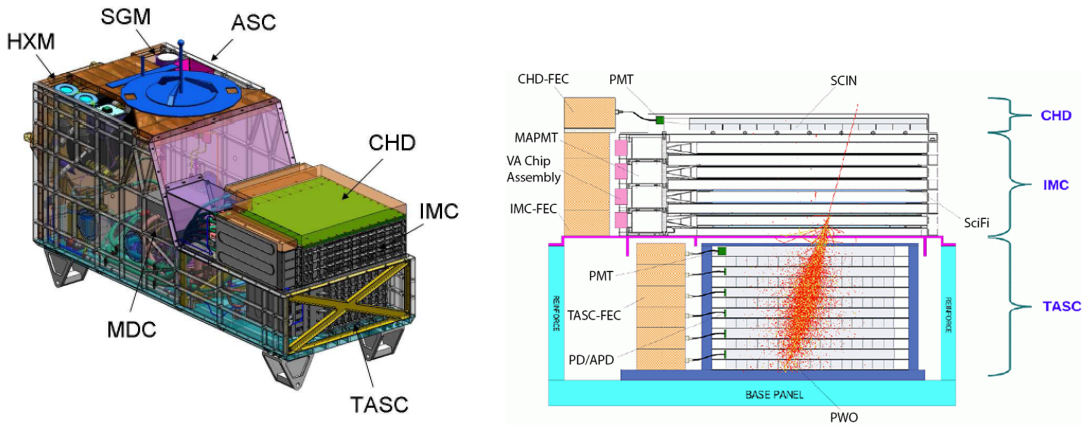 SGM
ASC
HXM
CHD
IMC
MDC
TASC
CHD-FEC
PMT
SCIN
CHD
MAPMT
VA Chip
Assembly
IMC
IMC-FEC
SciFi
PMT
REINFORCE
REINFORCE
TASC
TASC-FEC
PD/APD
BASE PANEL
PWO